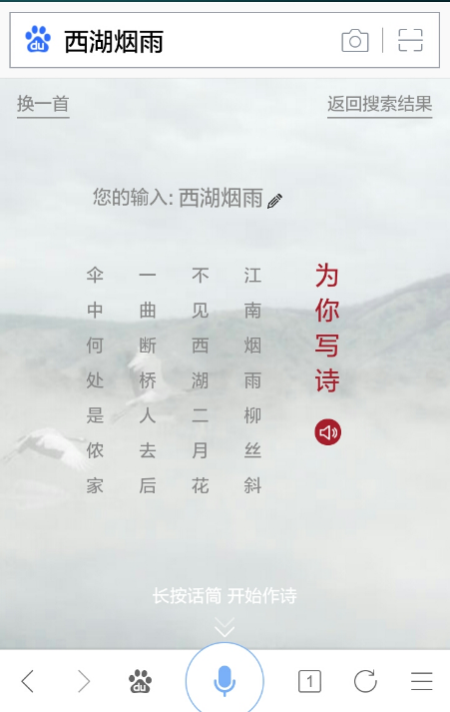 西湖烟雨
换一首
返回搜索结果
您的输入: 西湖烟雨
为你写诗
江南烟雨柳丝斜
不见西湖二月花
一曲断桥人去后
伞中何处是侬家
长按话筒 开始作诗
du
1